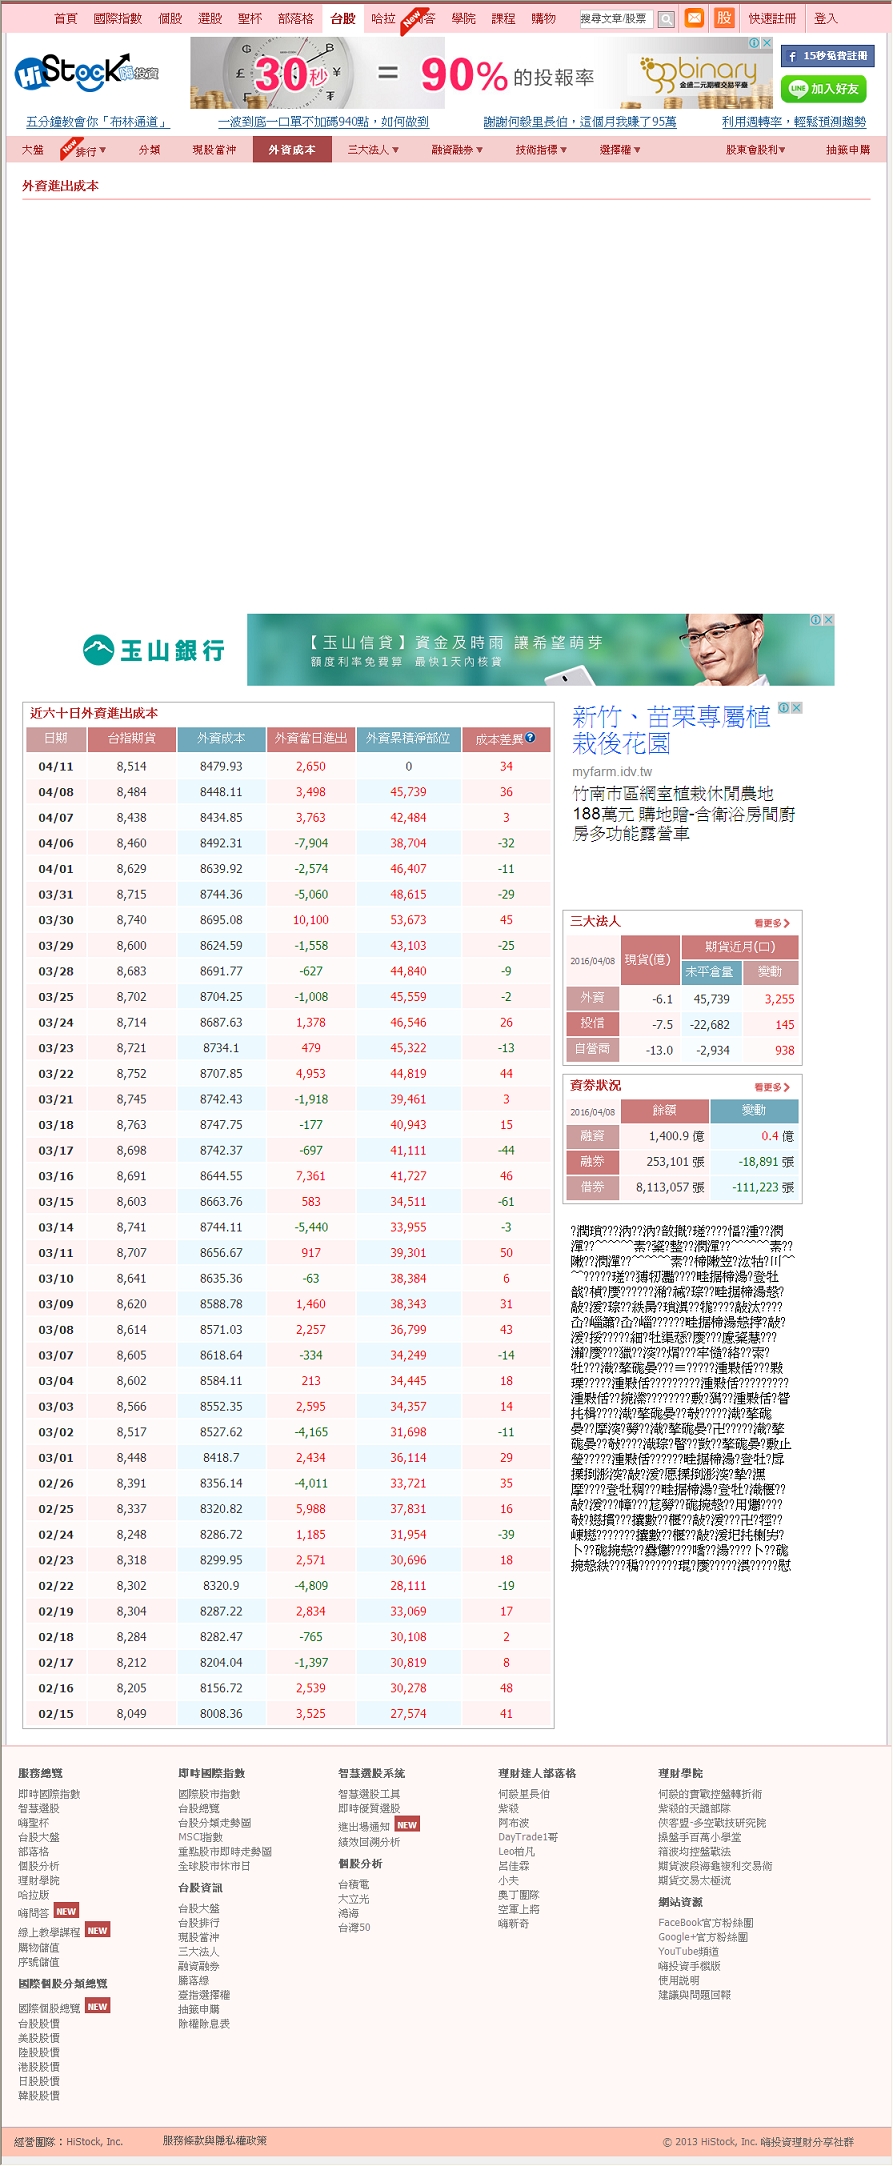 首頁 國際指數 個股 選股 聖杯 部落格 台股 哈拉 New 問答 學院 課程 購物 搜尋文章/股票 股 快速註冊 登入
HiStock 嗨投資 30秒 = 90%的投報率 binary 金過二元期權交易平臺 f 15秒免費註冊
LINE 加入好友
五分鐘教會你「布林通道」 一波到底一口單不加碼940點，如何做到 謝謝何毅里長伯，這個月我賺了95萬 利用週轉率，輕鬆預測趨勢
大盤 New 排行▼ 分類 現股當沖 外資成本 三大法人▼ 融資融券▼ 技術指標▼ 選擇權▼ 股東會股利▼ 抽籤申購
外資進出成本
玉山銀行 【玉山信貸】資金及時雨 讓希望萌芽
額度利率免費算 最快1天內核貸
近六十日外資進出成本
日期 台指期貨 外資成本 外資當日進出 外資累積淨部位 成本差異?
04/11 8,514 8479.93 2,650 0 34
04/08 8,484 8448.11 3,498 45,739 36
04/07 8,438 8434.85 3,763 42,484 3
04/06 8,460 8492.31 -7,904 38,704 -32
04/01 8,629 8639.92 -2,574 46,407 -11
03/31 8,715 8744.36 -5,060 48,615 -29
03/30 8,740 8695.08 10,100 53,673 45
03/29 8,600 8624.59 -1,558 43,103 -25
03/28 8,683 8691.77 -627 44,840 -9
03/25 8,702 8704.25 -1,008 45,559 -2
03/24 8,714 8687.63 1,378 46,546 26
03/23 8,721 8734.1 479 45,322 -13
03/22 8,752 8707.85 4,953 44,819 44
03/21 8,745 8742.43 -1,918 39,461 3
03/18 8,763 8747.75 -177 40,943 15
03/17 8,698 8742.37 -697 41,111 -44
03/16 8,691 8644.55 7,361 41,727 46
03/15 8,603 8663.76 583 34,511 -61
03/14 8,741 8744.11 -5,440 33,955 -3
03/11 8,707 8656.67 917 39,301 50
03/10 8,641 8635.36 -63 38,384 6
03/09 8,620 8588.78 1,460 38,343 31
03/08 8,614 8571.03 2,257 36,799 43
03/07 8,605 8618.64 -334 34,249 -14
03/04 8,602 8584.11 213 34,445 18
03/03 8,566 8552.35 2,595 34,357 14
03/02 8,517 8527.62 -4,165 31,698 -11
03/01 8,448 8418.7 2,434 36,114 29
02/26 8,391 8356.14 -4,011 33,721 35
02/25 8,337 8320.82 5,988 37,831 16
02/24 8,248 8286.72 1,185 31,954 -39
02/23 8,318 8299.95 2,571 30,696 18
02/22 8,302 8320.9 -4,809 28,111 -19
02/19 8,304 8287.22 2,834 33,069 17
02/18 8,284 8282.47 -765 30,108 2
02/17 8,212 8204.04 -1,397 30,819 8
02/16 8,205 8156.72 2,539 30,278 48
02/15 8,049 8008.36 3,525 27,574 41
新竹、苗栗專屬植
栽後花園
myfarm.idv.tw
竹南市區網室植栽休閒農地
188萬元 購地贈-含衛浴房間廚
房多功能露營車
三大法人 看更多
2016/04/08 現貨(億) 期貨近月(口)
未平倉量 變動
外資 -6.1 45,739 3,255
投信 -7.5 -22,682 145
自營商 -13.0 -2,934 938
資券狀況 看更多
2016/04/08 餘額 變動
融資 1,400.9 億 0.4 億
融券 253,101 張 -18,891 張
借券 8,113,057 張 -111,223 張
服務總覽
即時國際指數
智慧選股
嗨聖杯
台股大盤
部落格
個股分析
理財學院
哈拉版
嗨問答 NEW
線上教學課程 NEW
購物儲值
序號儲值
國際個股分類總覽
國際個股總覽 NEW
台股股價
美股股價
陸股股價
港股股價
日股股價
韓股股價
即時國際指數
國際股市指數
台股總覽
台股分類走勢圖
MSCI指數
重點股市即時走勢圖
全球股市休市日
台股資訊
台股大盤
台股排行
現股當沖
三大法人
融資融券
騰落線
臺指選擇權
抽籤申購
除權除息表
智慧選股系統
智慧選股工具
即時優質選股
進出場通知 NEW
績效回溯分析
個股分析
台積電
大立光
鴻海
台灣50
理財達人部落格
何毅里長伯
紫殺
阿布波
DayTrade1哥
Leo柏凡
呂佳霖
小夫
奧丁團隊
空軍上將
嗨新奇
理財學院
何毅的實戰控盤轉折術
紫殺的天讖部隊
俠客盟-多空戰技研究院
操盤手百萬小學堂
箱波均控盤戰法
期貨波段海龜複利交易術
期貨交易太極流
網站資源
FaceBook官方粉絲團
Google+官方粉絲團
YouTube頻道
嗨投資手機版
使用說明
建議與問題回報
經營團隊：HiStock, Inc. 服務條款與隱私權政策 © 2013 HiStock, Inc. 嗨投資理財分享社群